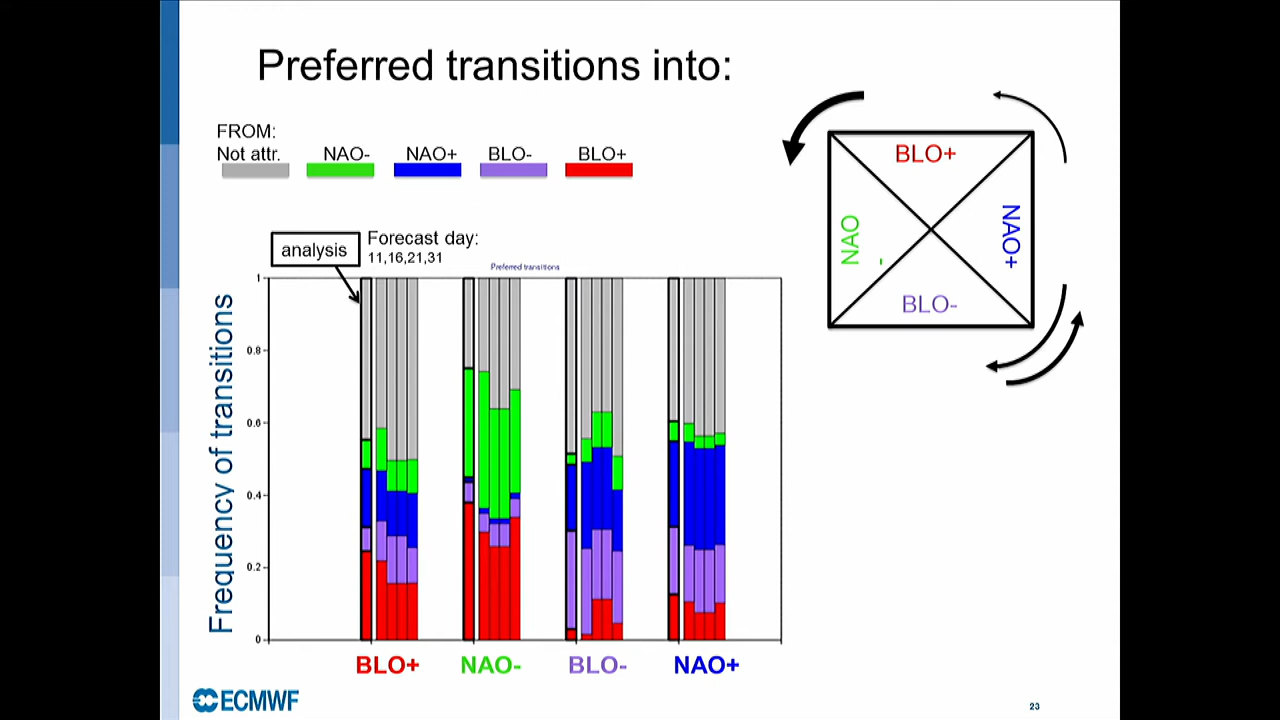 Preferred transitions into:
FROM:
Not attr. NAO- NAO+ BLO- BLO+
BLO+
NAO
-
NAO+
BLO-
analysis
Forecast day:
11,16,21,31
Preferred transitions
Frequency of transitions
1
0.8
0.6
0.4
0.2
0
BLO+ NAO- BLO- NAO+
ECMWF
23